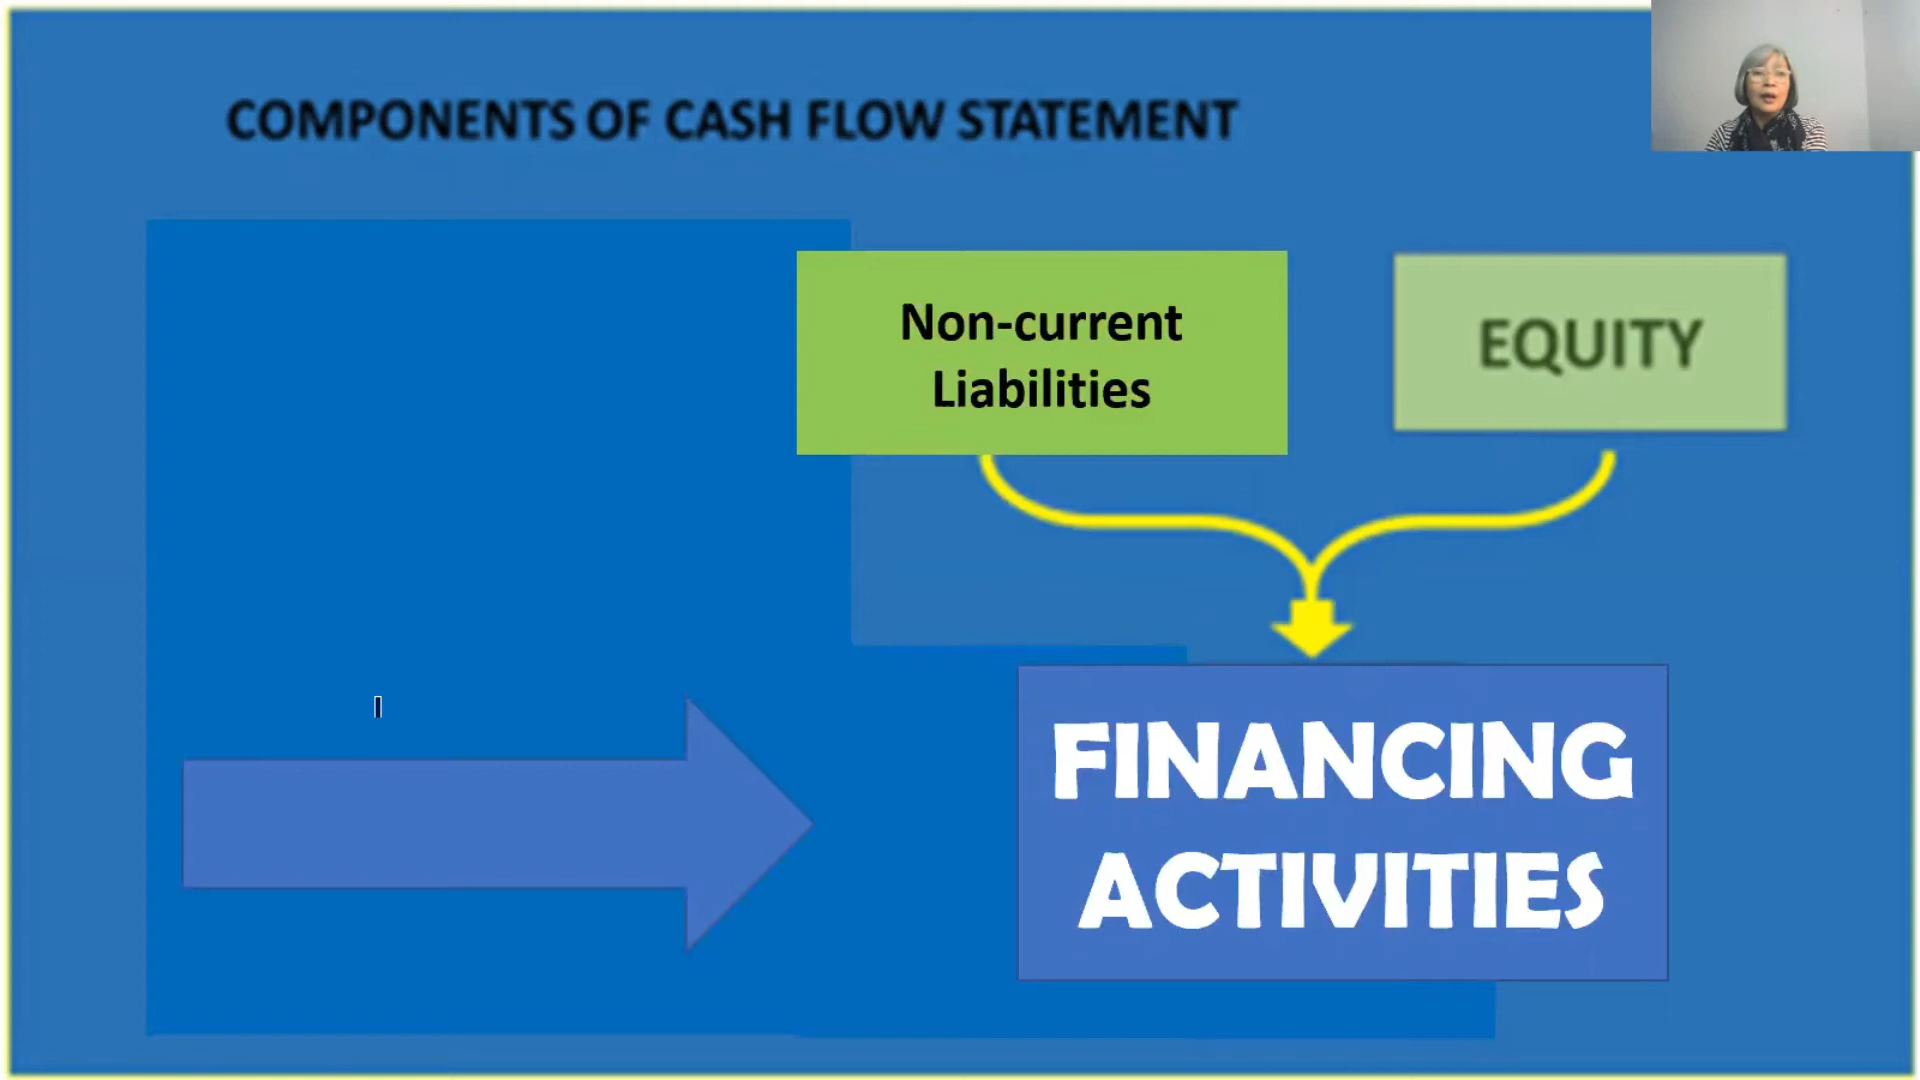 COMPONENTS OF CASH FLOW STATEMENT
Non-current
Liabilities
EQUITY
FINANCING
ACTIVITIES